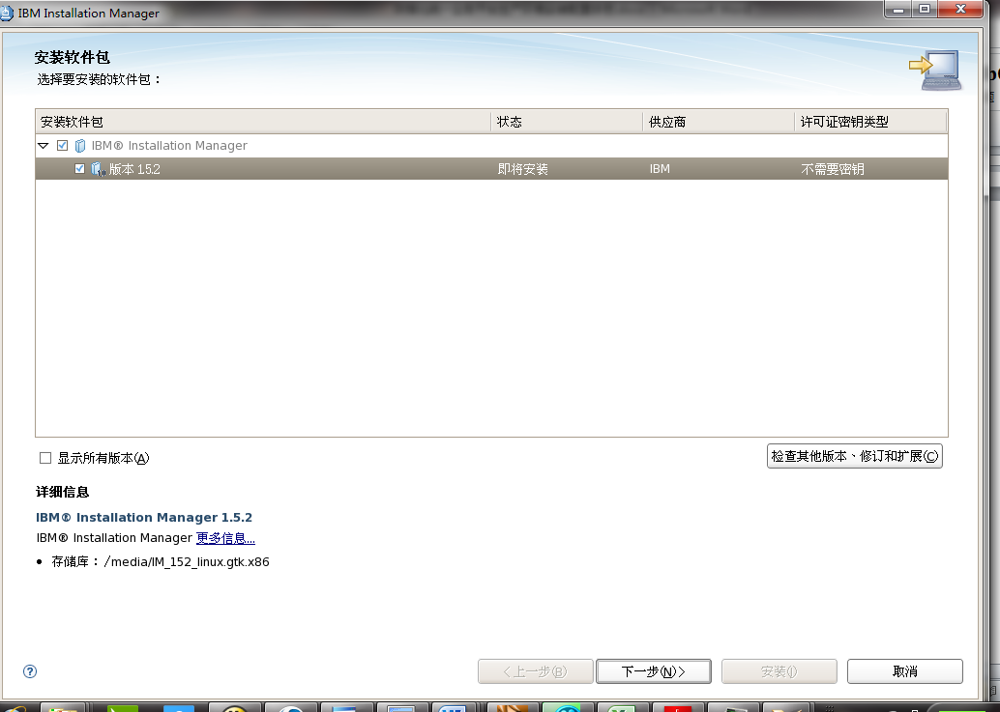 IBM Installation Manager
安装软件包
选择要安装的软件包：
安装软件包 状态 供应商 许可证密钥类型
IBM® Installation Manager
版本 1.5.2 即将安装 IBM 不需要密钥
显示所有版本(A) 检查其他版本、修订和扩展(C)
详细信息
IBM® Installation Manager 1.5.2
IBM® Installation Manager 更多信息...
• 存储库：/media/IM_152_linux.gtk.x86
<上一步(B) 下一步(N)> 安装(I) 取消